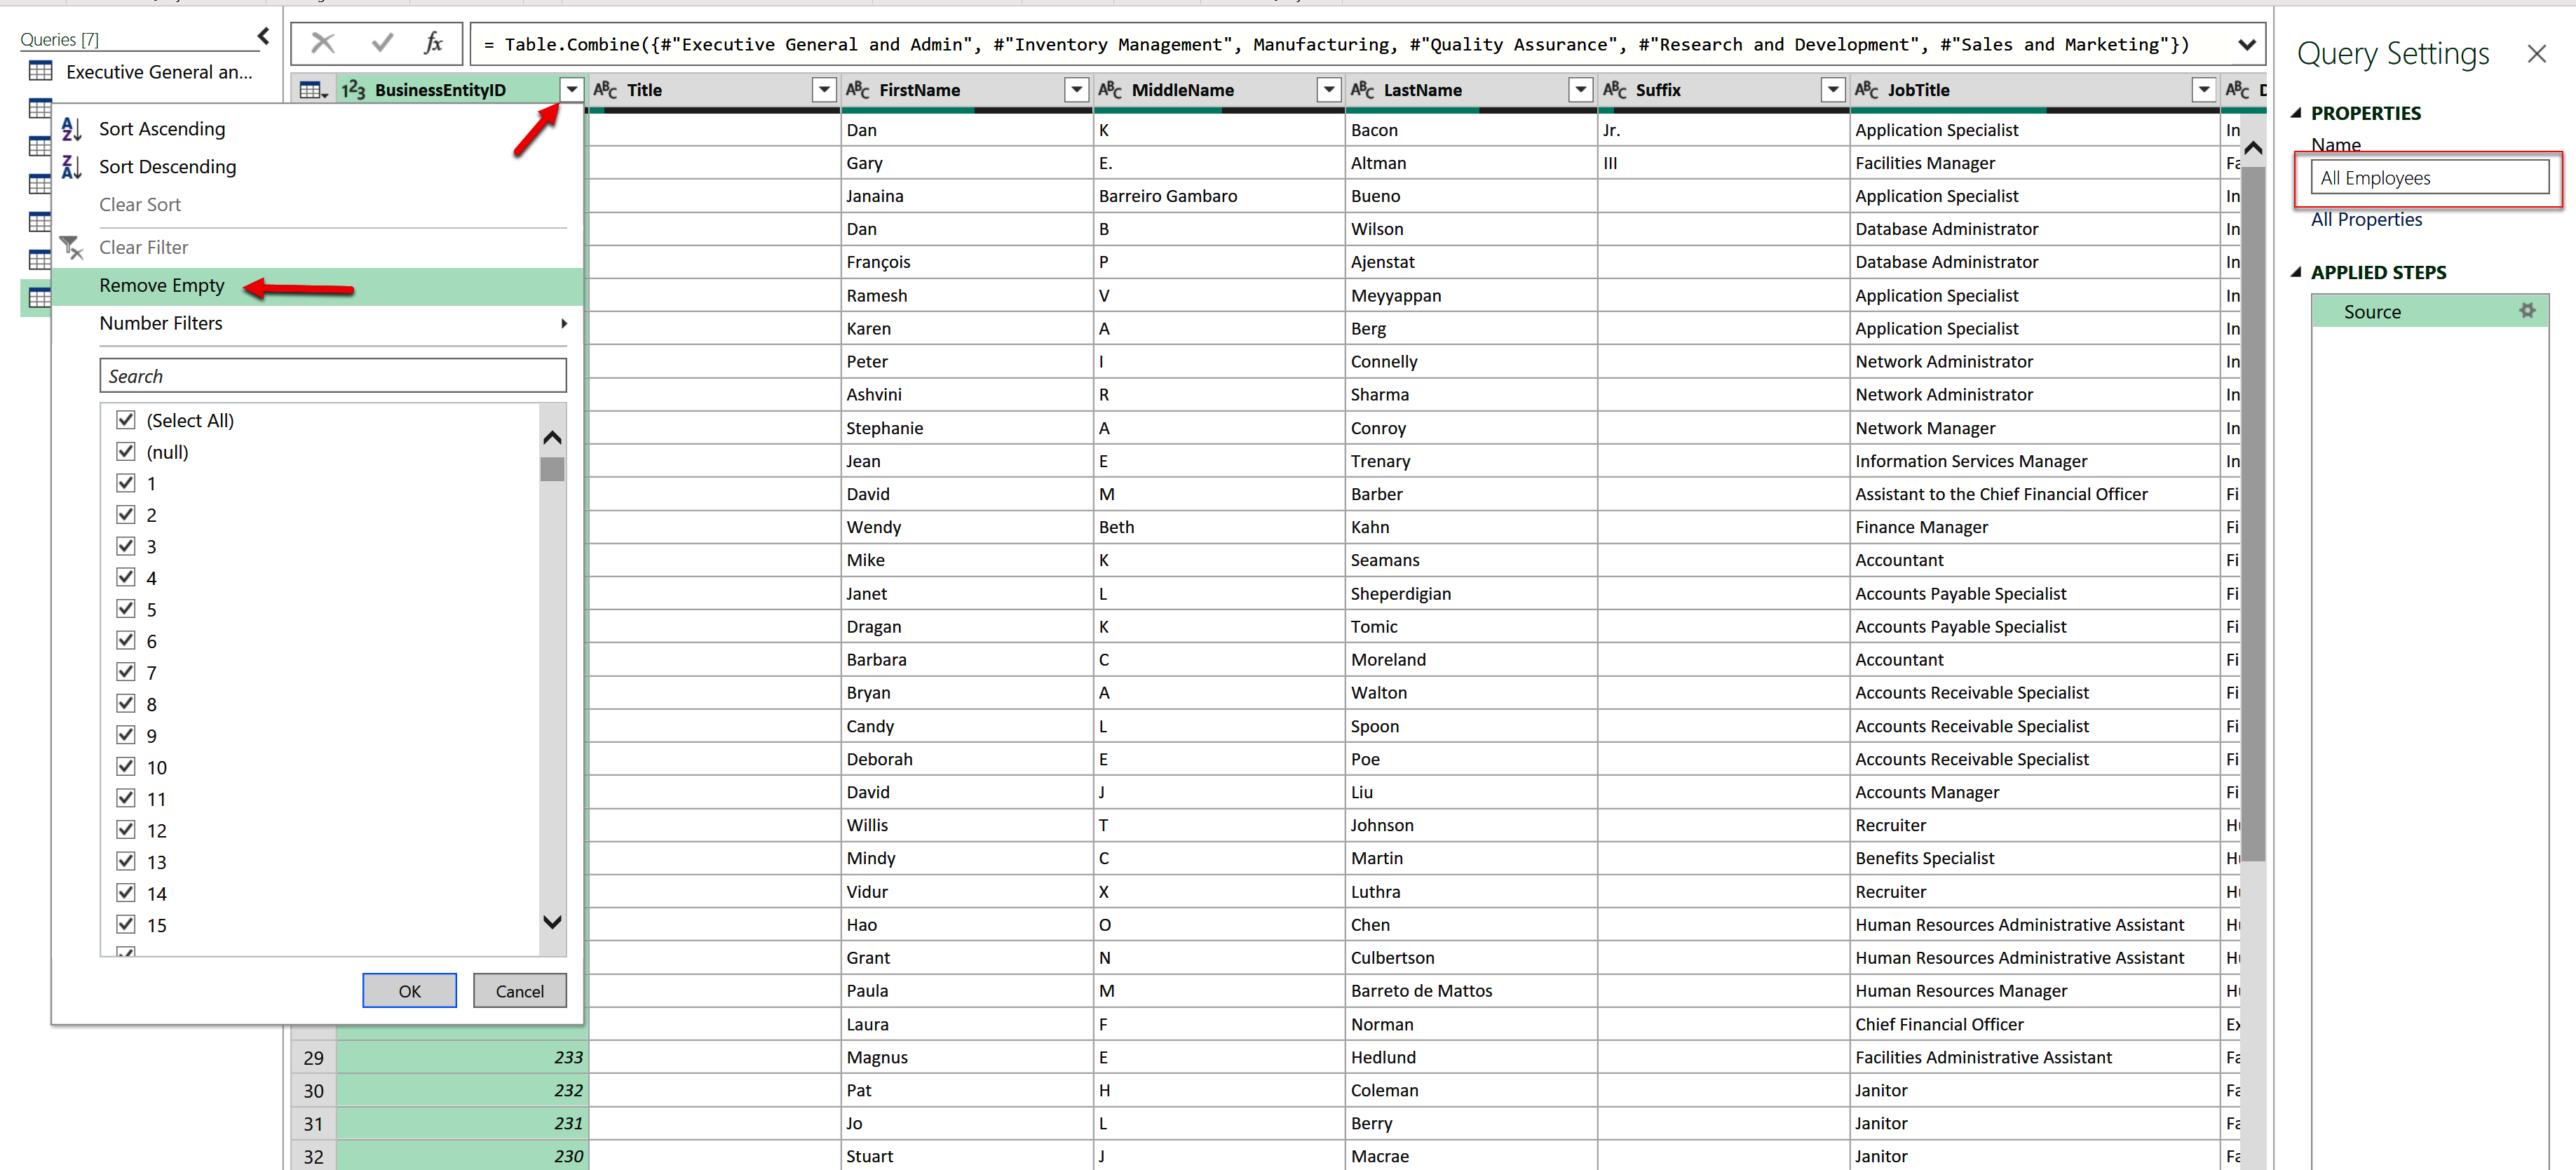 Queries [7]
Executive General an...
fx
= Table.Combine({#"Executive General and Admin", #"Inventory Management", Manufacturing, #"Quality Assurance", #"Research and Development", #"Sales and Marketing"})
123 BusinessEntityID
ABC Title
ABC FirstName
ABC MiddleName
ABC LastName
ABC Suffix
ABC JobTitle
ABC
Sort Ascending
Sort Descending
Clear Sort
Clear Filter
Remove Empty
Number Filters
Search
(Select All)
(null)
1
2
3
4
5
6
7
8
9
10
11
12
13
14
15
OK
Cancel
Dan K Bacon Jr. Application Specialist In
Gary E. Altman III Facilities Manager Fa
Janaina Barreiro Gambaro Bueno Application Specialist In
Dan B Wilson Database Administrator In
François P Ajenstat Database Administrator In
Ramesh V Meyyappan Application Specialist In
Karen A Berg Application Specialist In
Peter I Connelly Network Administrator In
Ashvini R Sharma Network Administrator In
Stephanie A Conroy Network Manager In
Jean E Trenary Information Services Manager In
David M Barber Assistant to the Chief Financial Officer Fi
Wendy Beth Kahn Finance Manager Fi
Mike K Seamans Accountant Fi
Janet L Sheperdigian Accounts Payable Specialist Fi
Dragan K Tomic Accounts Payable Specialist Fi
Barbara C Moreland Accountant Fi
Bryan A Walton Accounts Receivable Specialist Fi
Candy L Spoon Accounts Receivable Specialist Fi
Deborah E Poe Accounts Receivable Specialist Fi
David J Liu Accounts Manager Fi
Willis T Johnson Recruiter H
Mindy C Martin Benefits Specialist H
Vidur X Luthra Recruiter H
Hao O Chen Human Resources Administrative Assistant H
Grant N Culbertson Human Resources Administrative Assistant H
Paula M Barreto de Mattos Human Resources Manager H
Laura F Norman Chief Financial Officer Ex
29 233 Magnus E Hedlund Facilities Administrative Assistant Fa
30 232 Pat H Coleman Janitor Fa
31 231 Jo L Berry Janitor Fa
32 230 Stuart J Macrae Janitor Fa
Query Settings
PROPERTIES
Name
All Employees
All Properties
APPLIED STEPS
Source